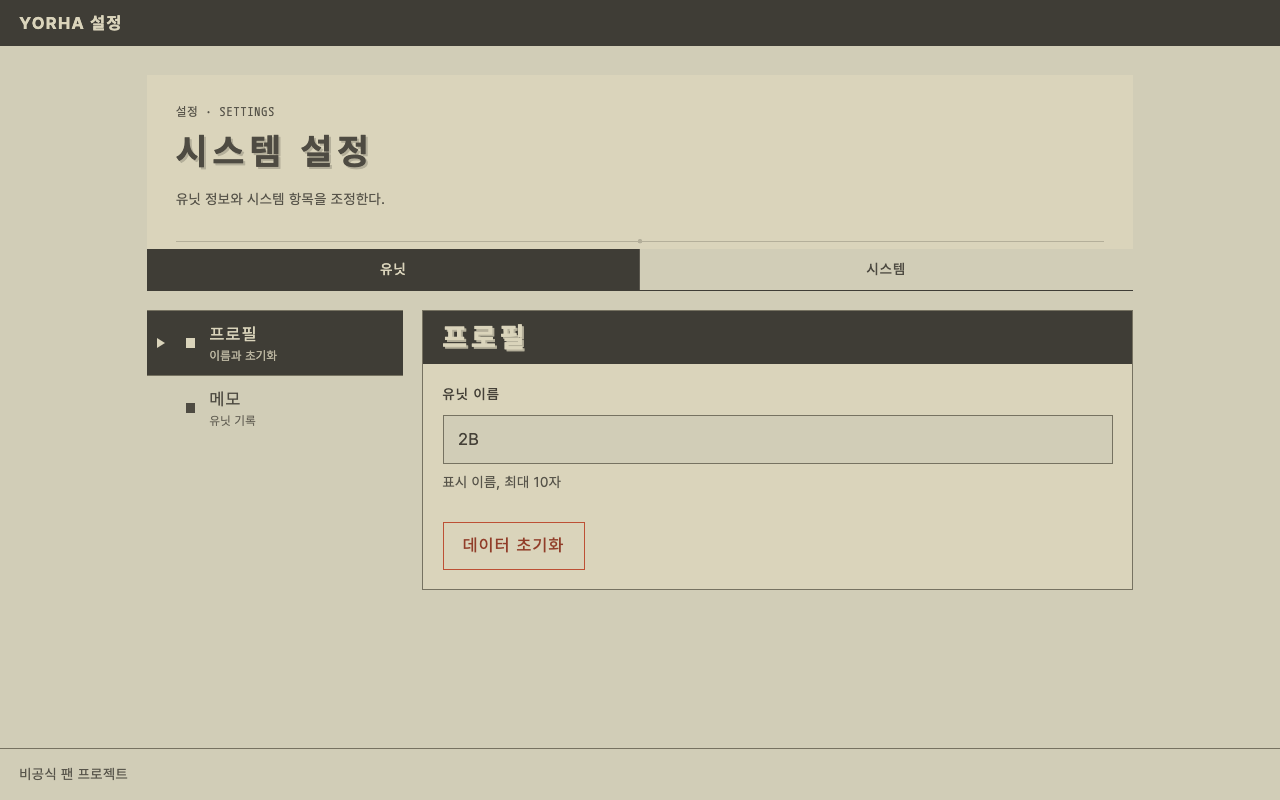 YORHA 설정
설정 · SETTINGS
시스템 설정
유닛 정보와 시스템 항목을 조정한다.
유닛
시스템
프로필
이름과 초기화
메모
유닛 기록
프로필
유닛 이름
2B
표시 이름, 최대 10자
데이터 초기화
비공식 팬 프로젝트